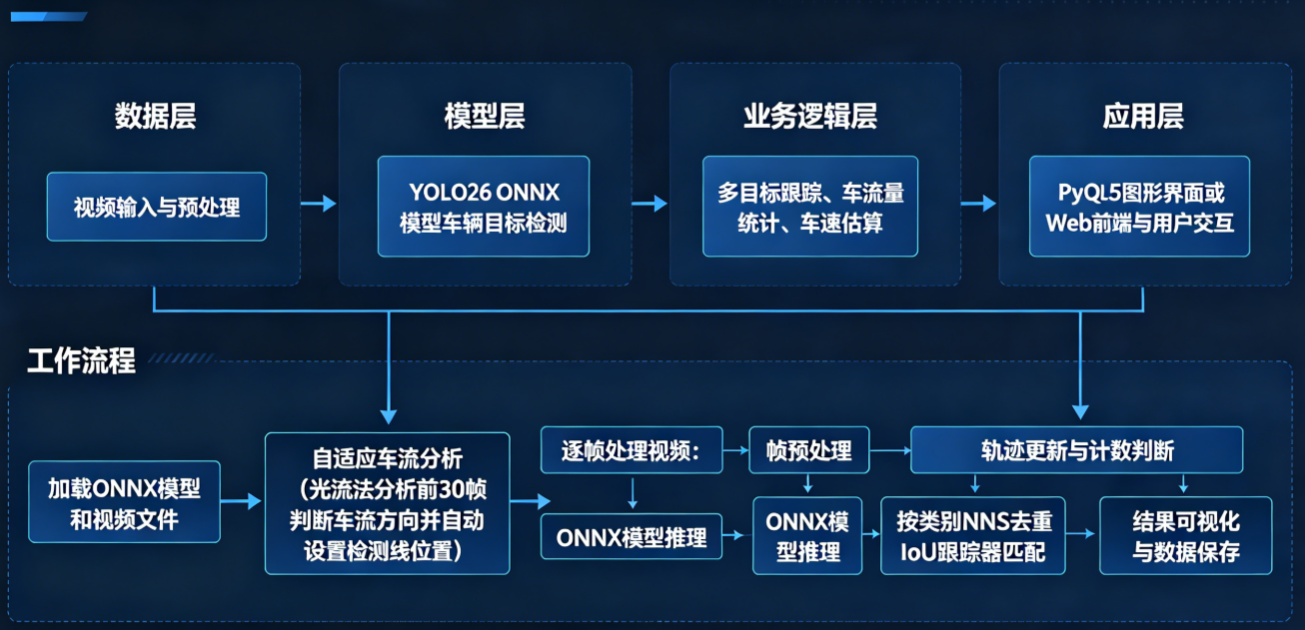 数据层
视频输入与预处理
模型层
YOLO26 ONNX
模型车辆目标检测
业务逻辑层
多目标跟踪、车流量
统计、车速估算
应用层
PyQL5图形界面或
Web前端与用户交互
工作流程
加载ONNX模型
和视频文件
自适应车流分析
（光流法分析前30帧
判断车流方向并自动
设置检测线位置）
逐帧处理视频：
帧预处理
轨迹更新与计数判断
ONNX模型推理
ONNX模
型推理
按类别NNS去重
IoU跟踪器匹配
结果可视化
与数据保存